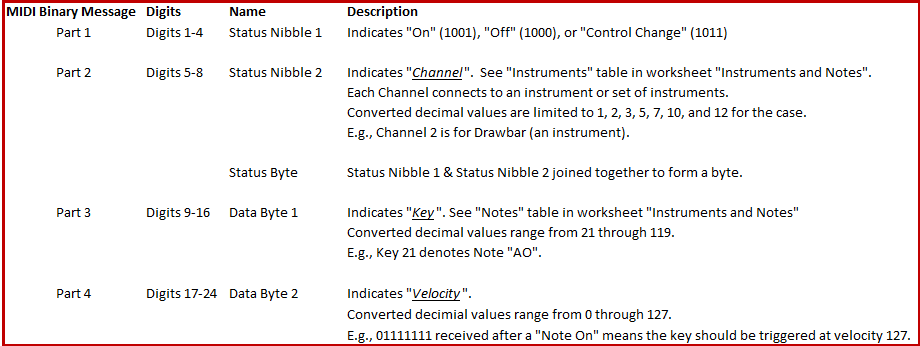 MIDI Binary Message Digits Name Description
Part 1 Digits 1-4 Status Nibble 1 Indicates "On" (1001), "Off" (1000), or "Control Change" (1011)
Part 2 Digits 5-8 Status Nibble 2 Indicates "Channel". See "Instruments" table in worksheet "Instruments and Notes".
Each Channel connects to an instrument or set of instruments.
Converted decimal values are limited to 1, 2, 3, 5, 7, 10, and 12 for the case.
E.g., Channel 2 is for Drawbar (an instrument).
Status Byte Status Nibble 1 & Status Nibble 2 joined together to form a byte.
Part 3 Digits 9-16 Data Byte 1 Indicates "Key". See "Notes" table in worksheet "Instruments and Notes"
Converted decimal values range from 21 through 119.
E.g., Key 21 denotes Note "AO".
Part 4 Digits 17-24 Data Byte 2 Indicates "Velocity".
Converted decimial values range from 0 through 127.
E.g., 01111111 received after a "Note On" means the key should be triggered at velocity 127.